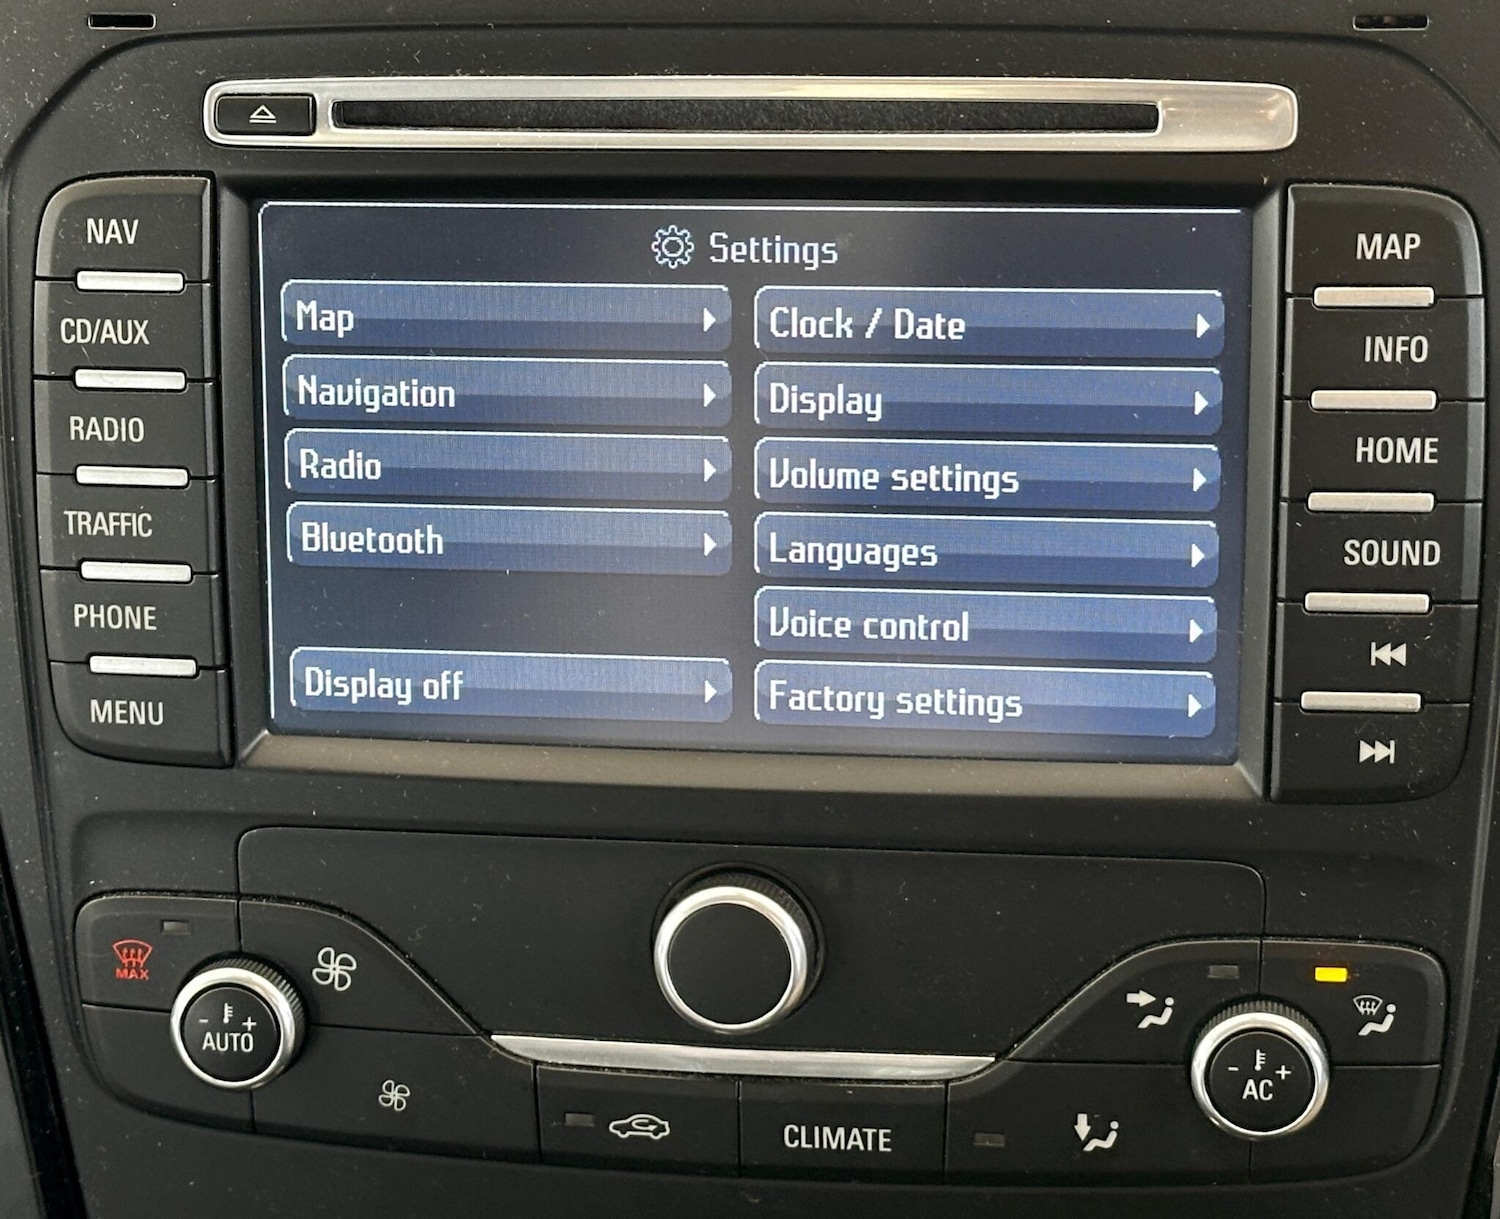 NAV
CD/AUX
RADIO
TRAFFIC
PHONE
MENU
Settings
Map
Navigation
Radio
Bluetooth
Display off
Clock / Date
Display
Volume settings
Languages
Voice control
Factory settings
MAP
INFO
HOME
SOUND
MAX
- +
AUTO
CLIMATE
- +
AC